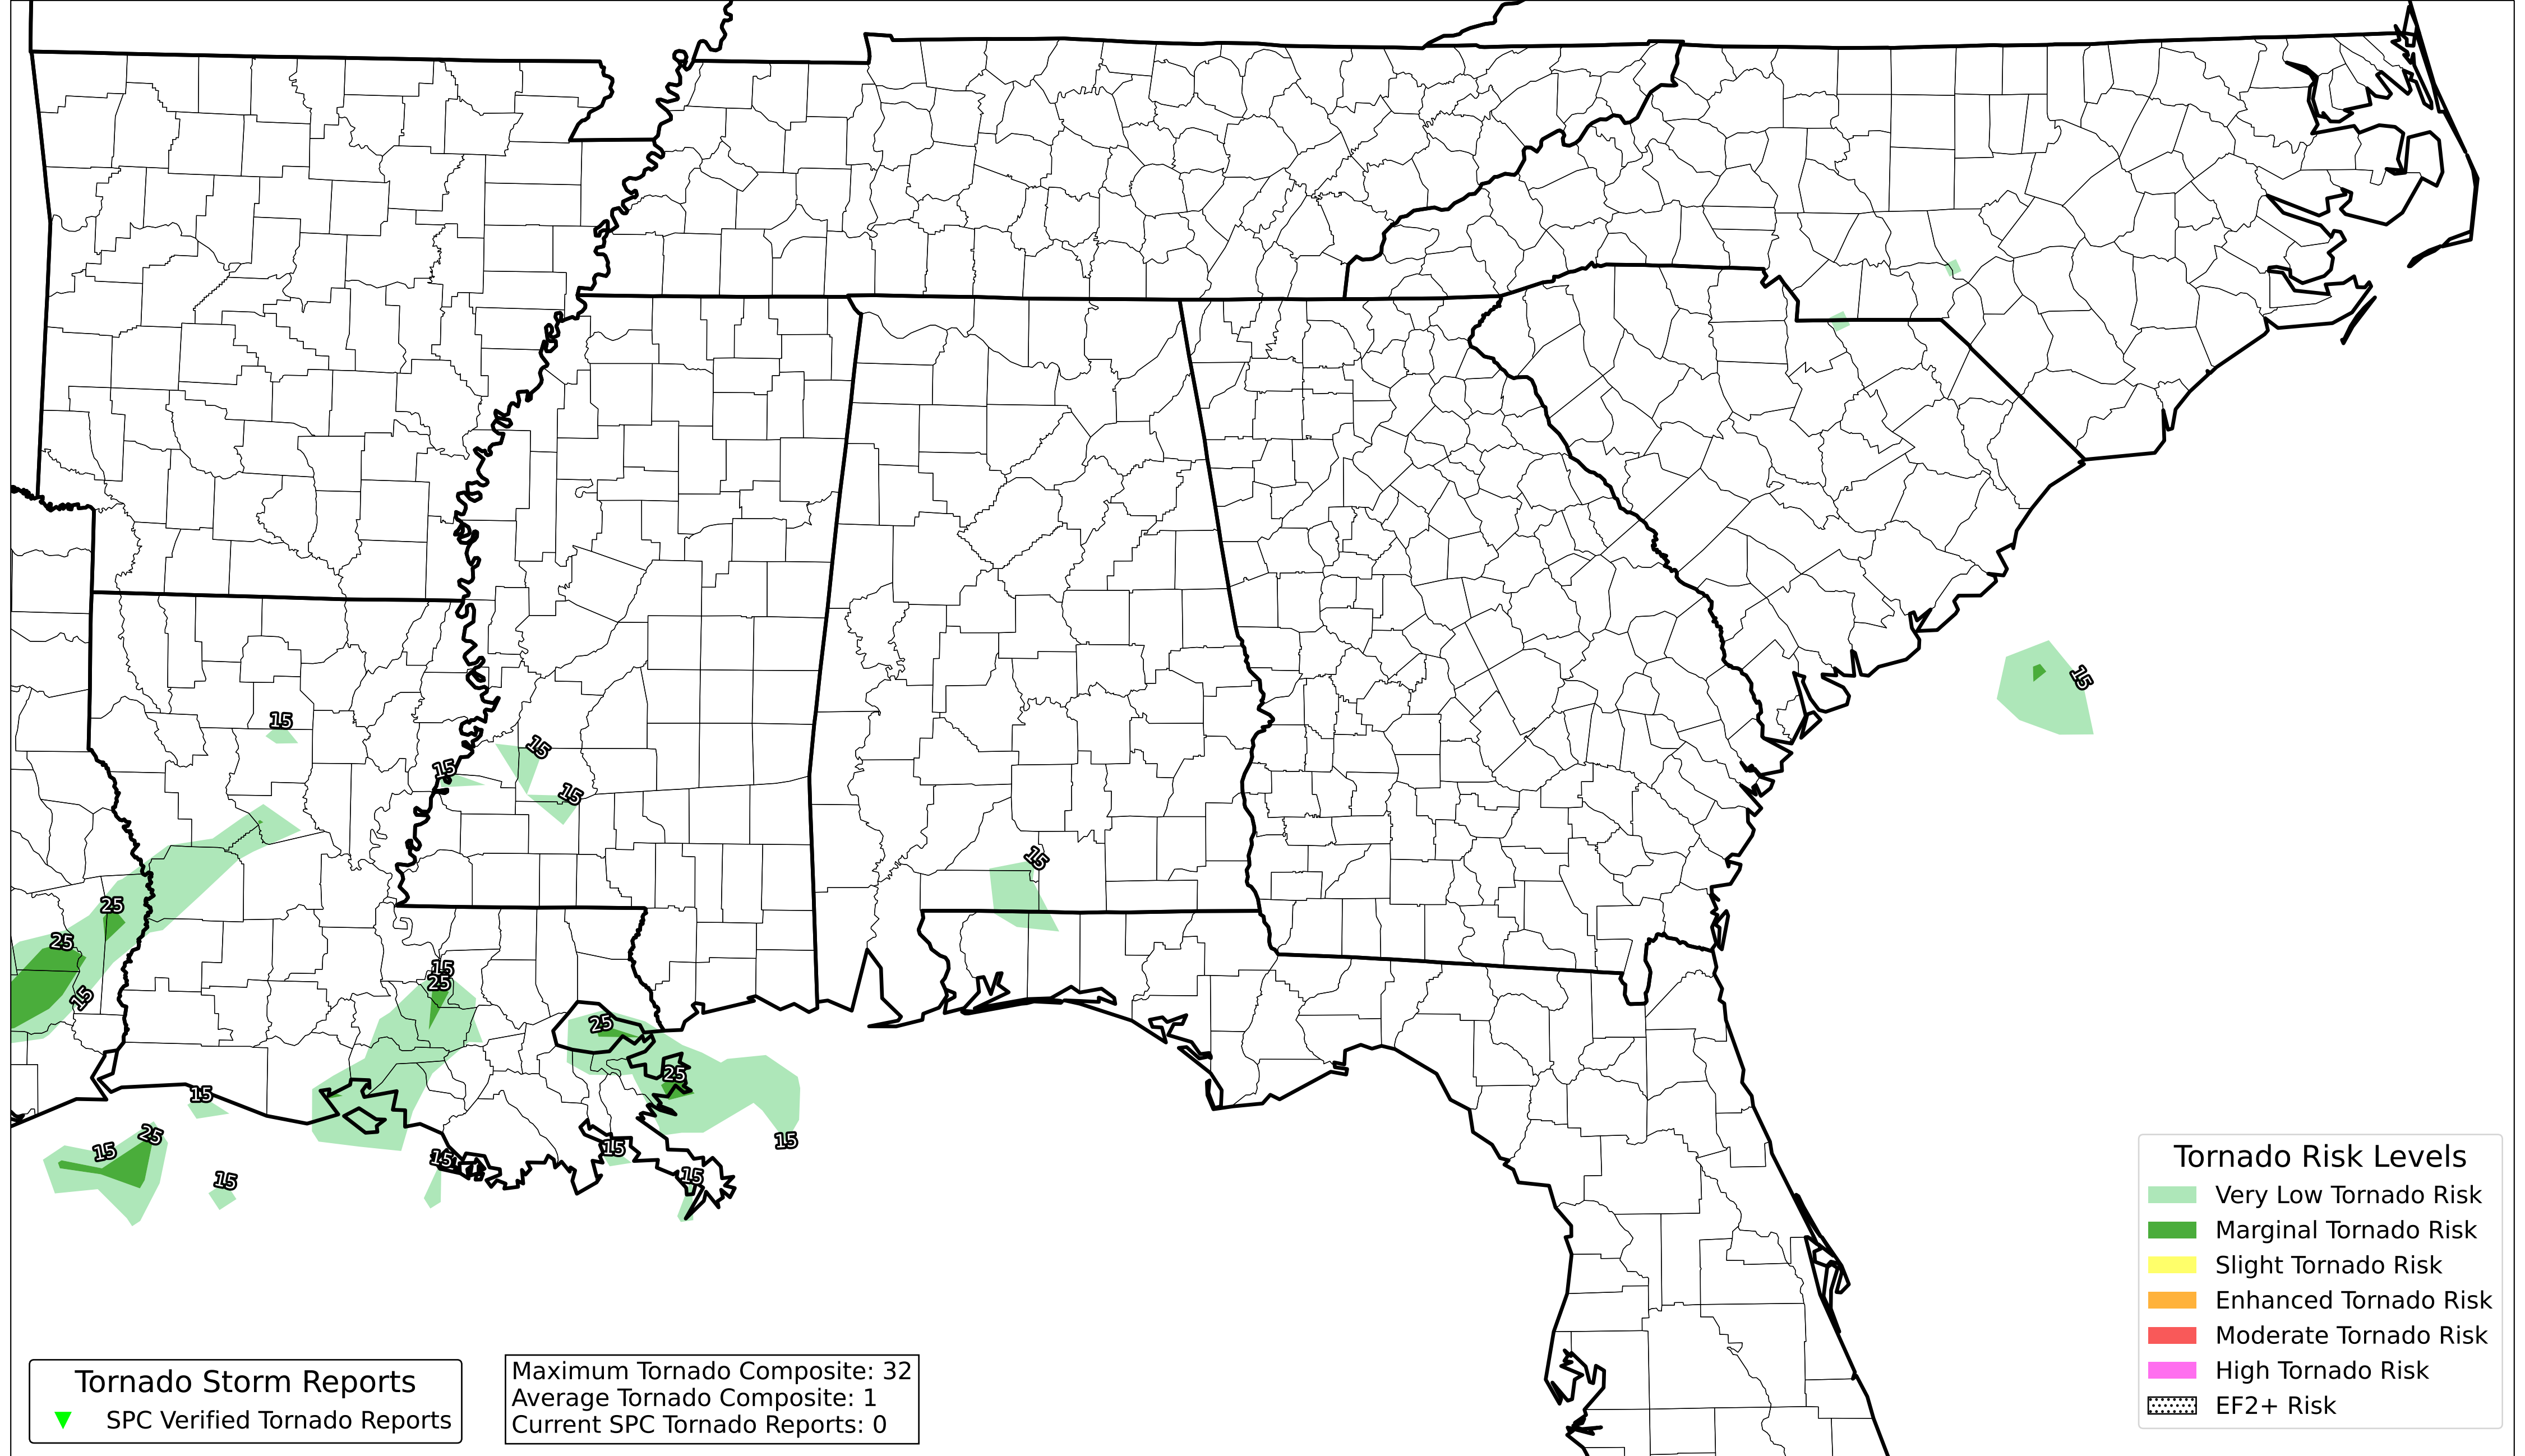 15
15
15
15
15
15
25
25
15
15
25
25
25
15
15
25
15
15
15
15
15
15
Tornado Storm Reports
SPC Verified Tornado Reports
Maximum Tornado Composite: 32
Average Tornado Composite: 1
Current SPC Tornado Reports: 0
Tornado Risk Levels
Very Low Tornado Risk
Marginal Tornado Risk
Slight Tornado Risk
Enhanced Tornado Risk
Moderate Tornado Risk
High Tornado Risk
EF2+ Risk